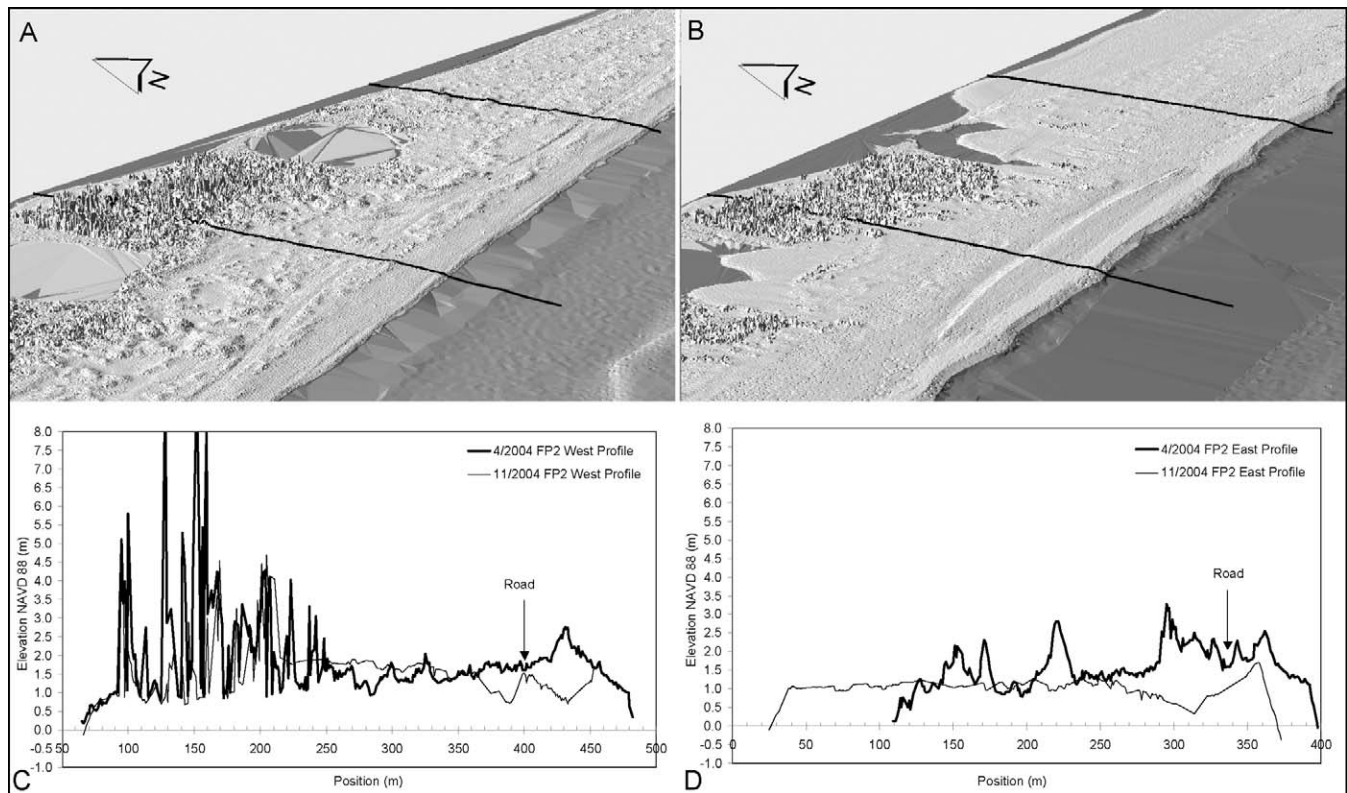 A
N
B
N
8.0
7.5
7.0
6.5
6.0
5.5
5.0
4.5
4.0
3.5
3.0
2.5
2.0
1.5
1.0
0.5
0.0
-0.5
-1.0
Elevation NAVD 88 (m)
4/2004 FP2 West Profile
11/2004 FP2 West Profile
Road
50 100 150 200 250 300 350 400 450 500
Position (m)
C
8.0
7.5
7.0
6.5
6.0
5.5
5.0
4.5
4.0
3.5
3.0
2.5
2.0
1.5
1.0
0.5
0.0
-0.5
-1.0
Elevation NAVD 88 (m)
4/2004 FP2 East Profile
11/2004 FP2 East Profile
Road
0 50 100 150 200 250 300 350 400
Position (m)
D